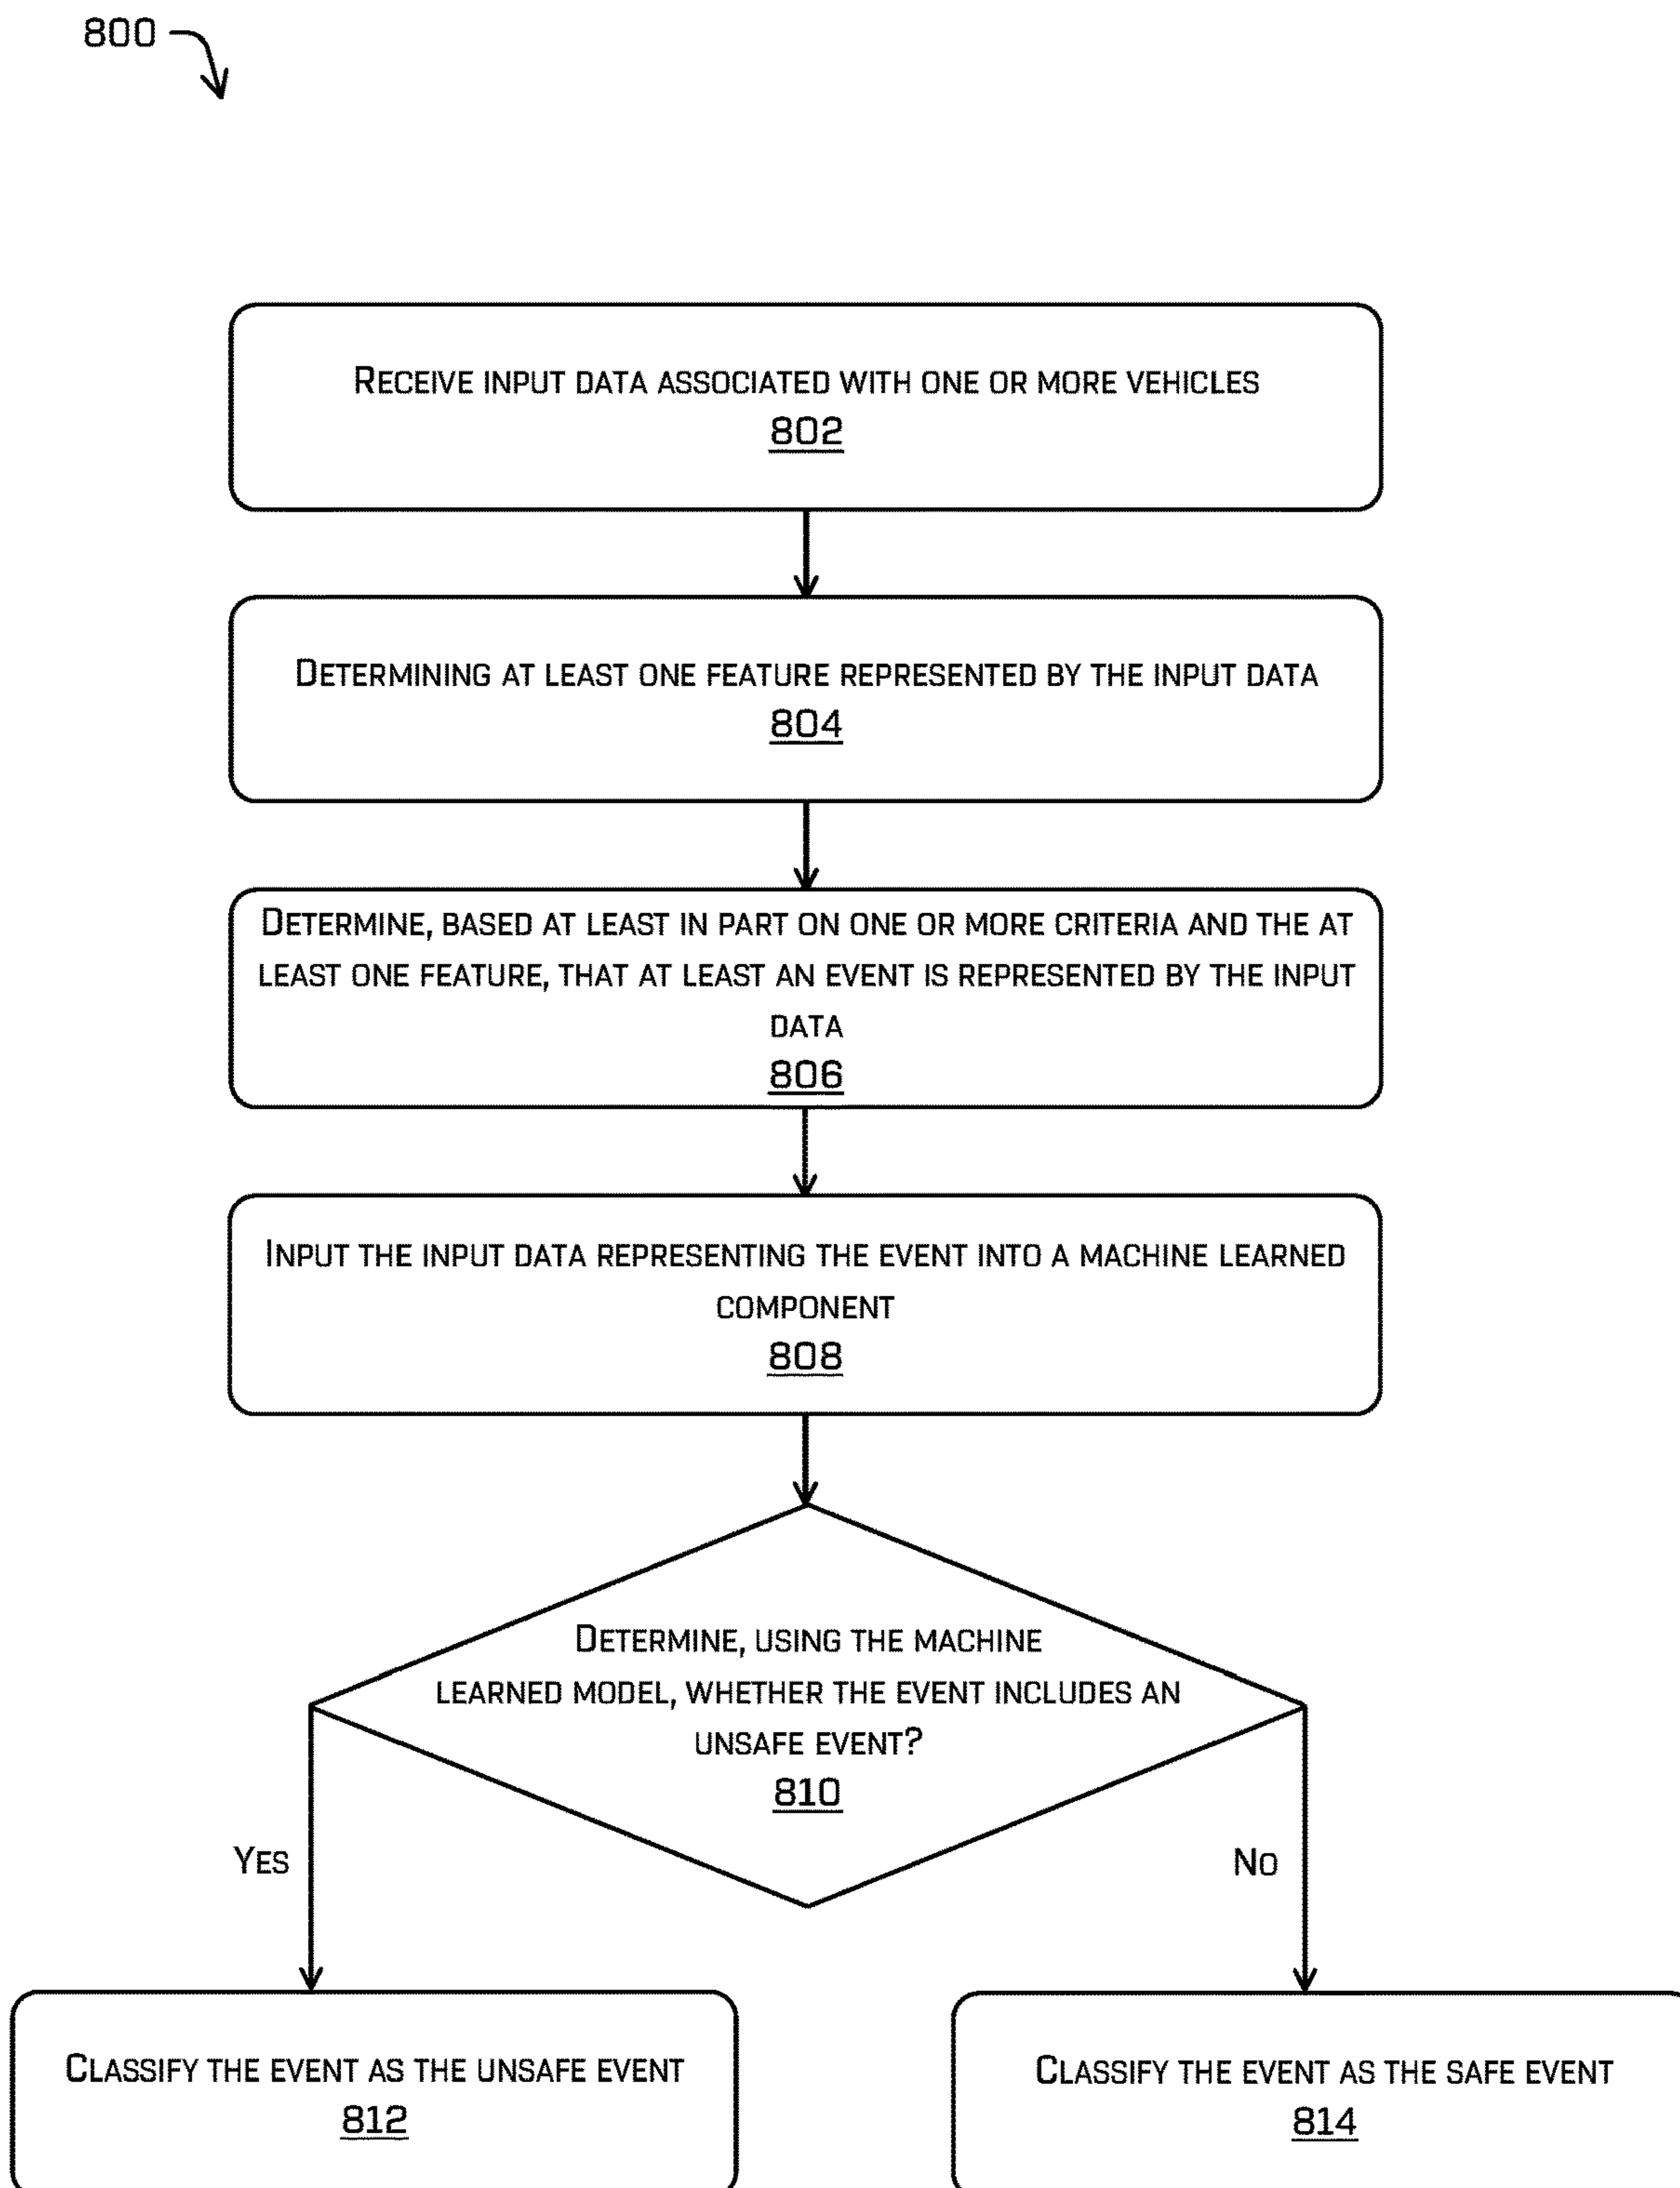 800
Receive input data associated with one or more vehicles
802
Determining at least one feature represented by the input data
804
Determine, based at least in part on one or more criteria and the at
least one feature, that at least an event is represented by the input
data
806
Input the input data representing the event into a machine learned
component
808
Determine, using the machine
learned model, whether the event includes an
unsafe event?
810
Yes
No
Classify the event as the unsafe event
812
Classify the event as the safe event
814